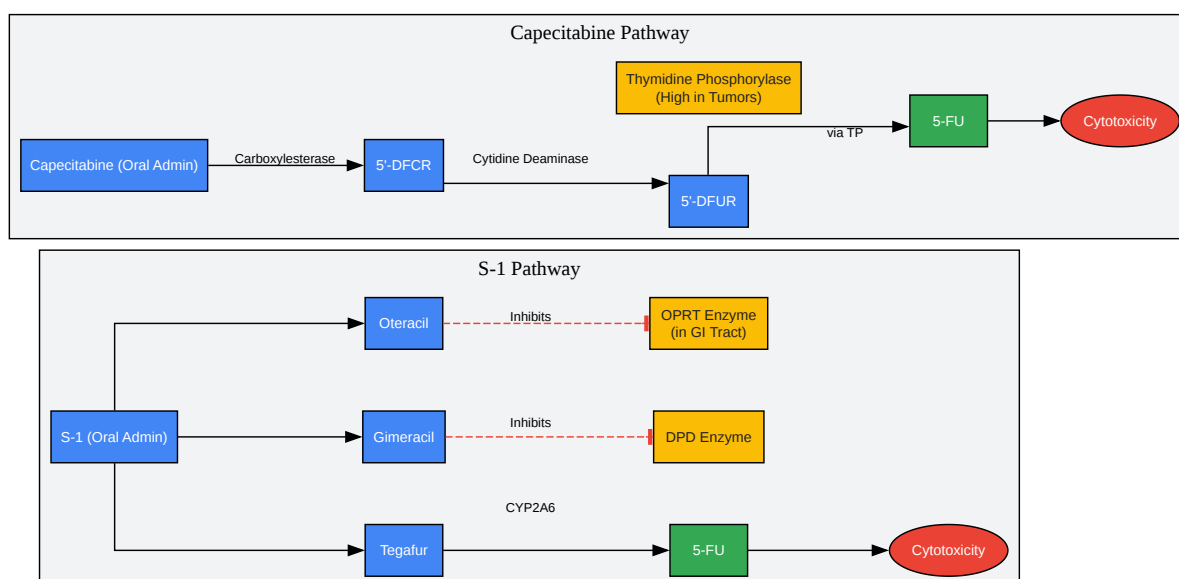 Capecitabine Pathway
Thymidine Phosphorylase
(High in Tumors)
Capecitabine (Oral Admin)
Carboxylesterase
5'-DFCR
Cytidine Deaminase
5'-DFUR
via TP
5-FU
Cytotoxicity
S-1 Pathway
Oteracil
Inhibits
OPRT Enzyme
(in GI Tract)
S-1 (Oral Admin)
Gimeracil
Inhibits
DPD Enzyme
Tegafur
CYP2A6
5-FU
Cytotoxicity